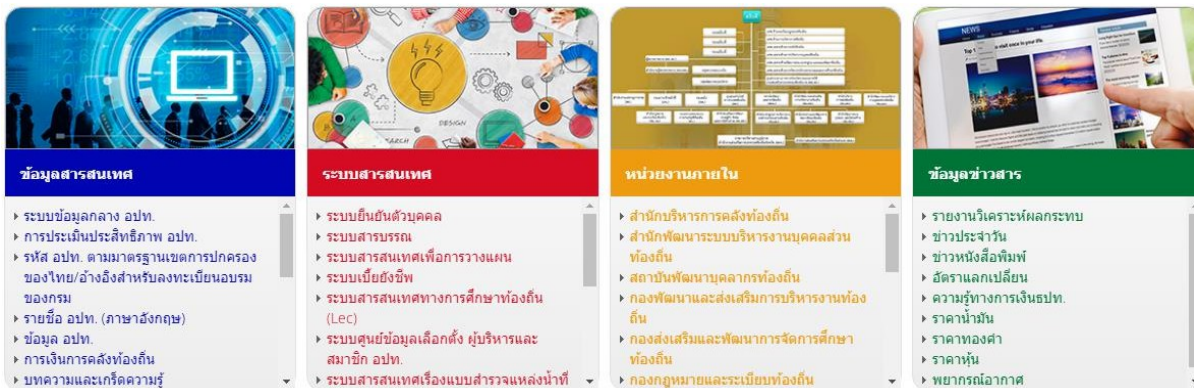 ข้อมูลสารสนเทศ
ระบบข้อมูลกลาง อปท.
การประเมินประสิทธิภาพ อปท.
รหัส อปท. ตามมาตรฐานเขตการปกครอง
ของไทย/อ้างอิงสำหรับลงทะเบียนอบรม
ของกรม
รายชื่อ อปท. (ภาษาอังกฤษ)
ข้อมูล อปท.
การเงินการคลังท้องถิ่น
บทความและเกร็ดความรู้
SEARCH
DESIGN
ระบบสารสนเทศ
ระบบยืนยันตัวบุคคล
ระบบสารบรรณ
ระบบสารสนเทศเพื่อการวางแผน
ระบบเบี้ยยังชีพ
ระบบสารสนเทศทางการศึกษาท้องถิ่น
(Lec)
ระบบศูนย์ข้อมูลเลือกตั้ง ผู้บริหารและ
สมาชิก อปท.
ระบบสารสนเทศเรื่องแบบสำรวจแหล่งน้ำที่
หน่วยงานภายใน
สำนักบริหารการคลังท้องถิ่น
สำนักพัฒนาระบบบริหารงานบุคคลส่วน
ท้องถิ่น
สถาบันพัฒนาบุคลากรท้องถิ่น
กองพัฒนาและส่งเสริมการบริหารงานท้อง
ถิ่น
กองส่งเสริมและพัฒนาการจัดการศึกษา
ท้องถิ่น
กองกฎหมายและระเบียบท้องถิ่น
NEWS
ข้อมูลข่าวสาร
รายงานวิเคราะห์ผลกระทบ
ข่าวประจำวัน
ข่าวหนังสือพิมพ์
อัตราแลกเปลี่ยน
ความรู้ทางการเงินธปท.
ราคาน้ำมัน
ราคาทองคำ
ราคาหุ้น
พยากรณ์อากาศ